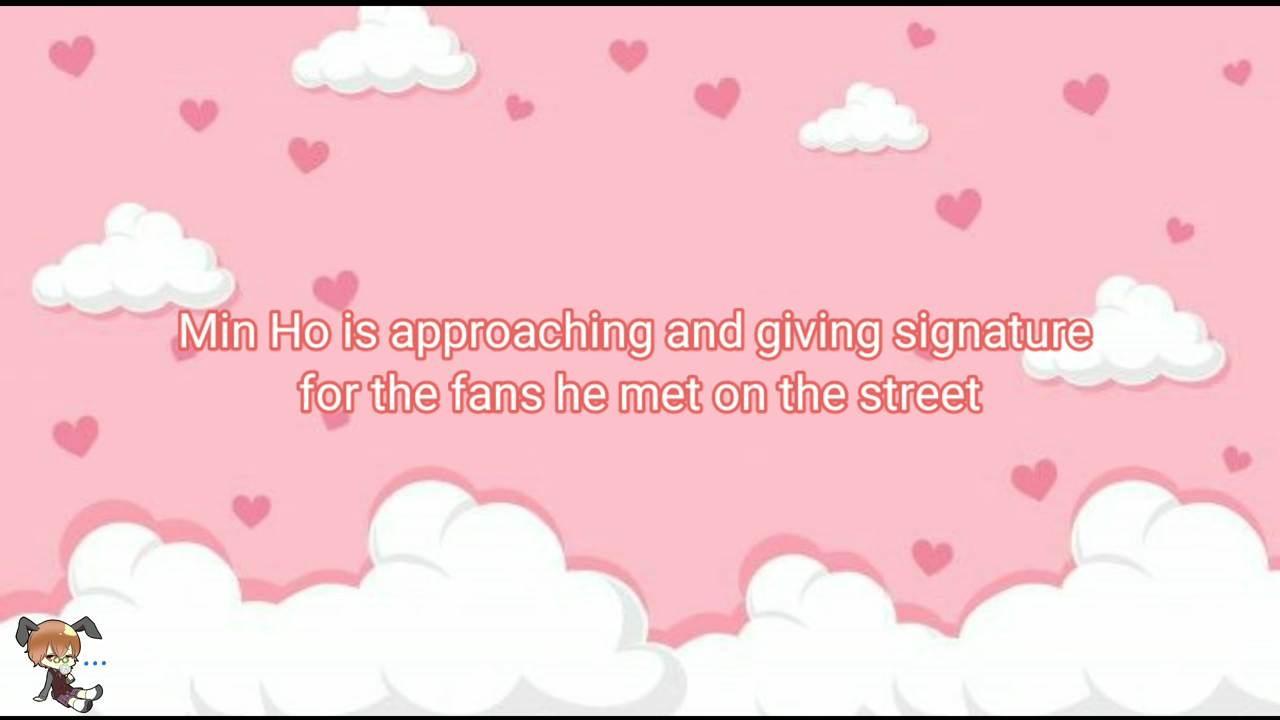 Min Ho is approaching and giving signature
for the fans he met on the street